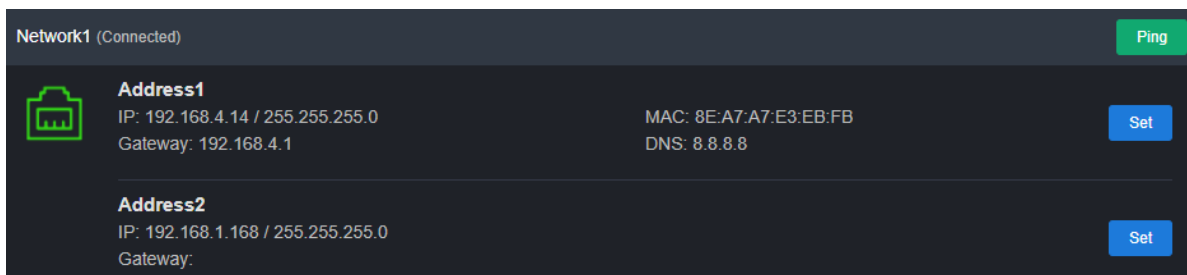 Network1 (Connected)
Ping
Address1
IP: 192.168.4.14 / 255.255.255.0
MAC: 8E:A7:A7:E3:EB:FB
Set
Gateway: 192.168.4.1
DNS: 8.8.8.8
Address2
IP: 192.168.1.168 / 255.255.255.0
Set
Gateway: